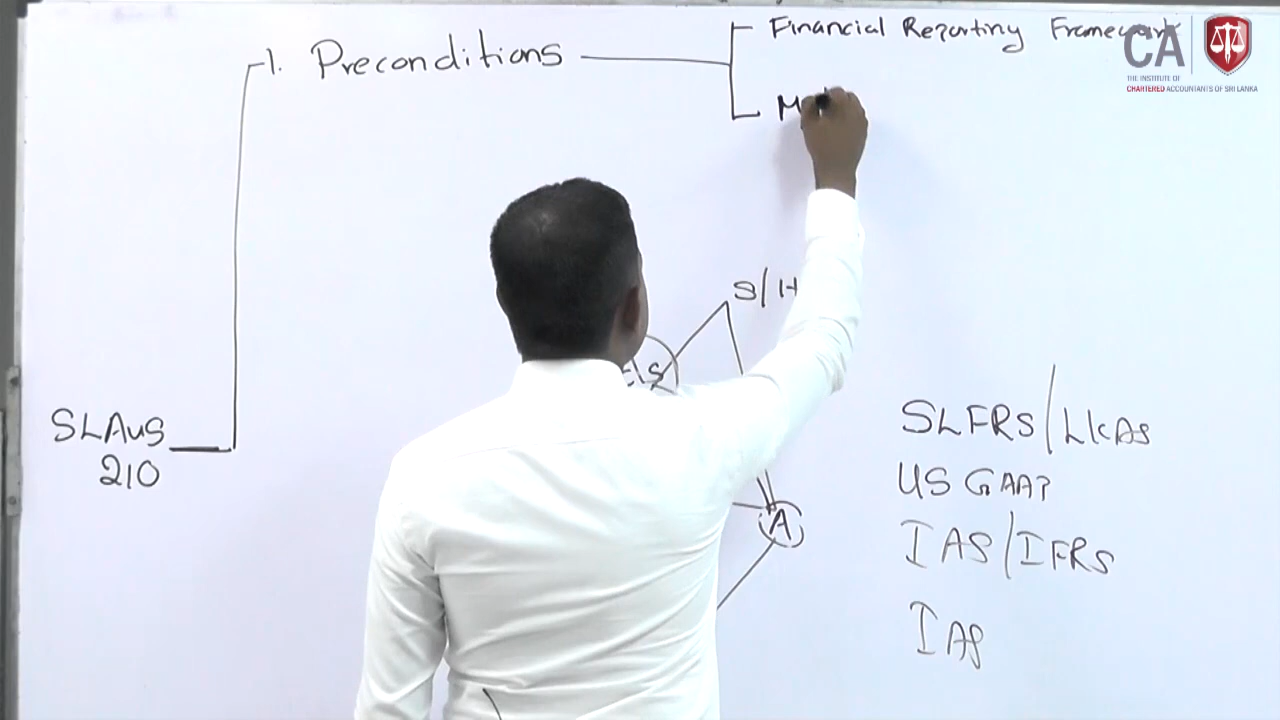 1. Preconditions
Financial Reporting Framework
CA
THE INSTITUTE OF
CHARTERED ACCOUNTANTS OF SRI LANKA
S/H
SLAuS
210
A
SLFRS/LKAS
US GAAP
IAS/IFRS
IAS